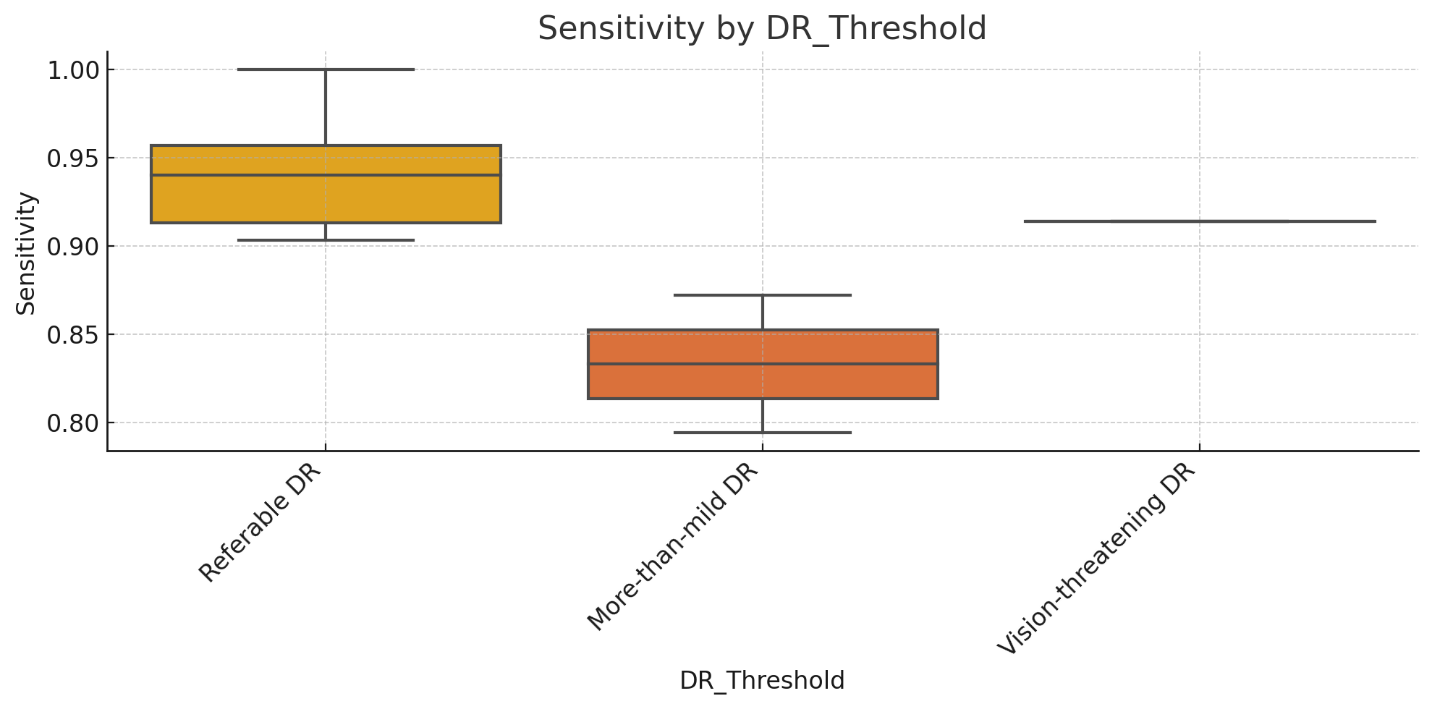 Sensitivity by DR_Threshold
Sensitivity
1.00
0.95
0.90
0.85
0.80
Referable DR
More-than-mild DR
Vision-threatening DR
DR_Threshold